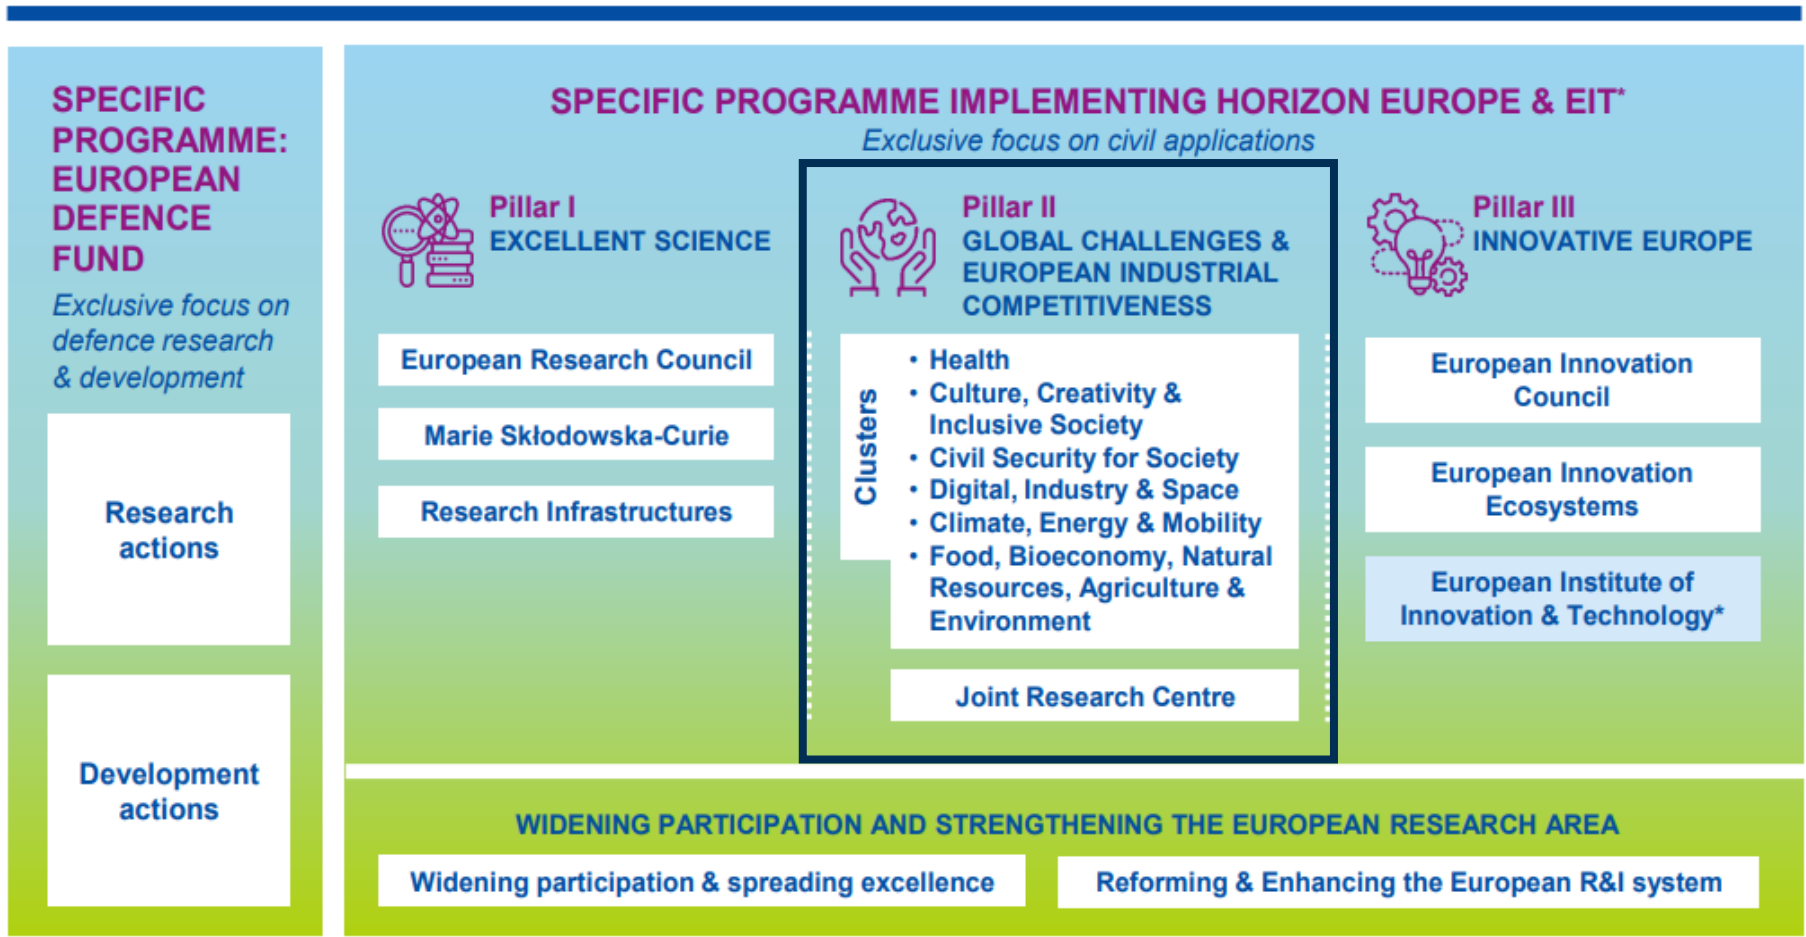 SPECIFIC
PROGRAMME:
EUROPEAN
DEFENCE
FUND
Exclusive focus on
defence research
& development
Research
actions
Development
actions
SPECIFIC PROGRAMME IMPLEMENTING HORIZON EUROPE & EIT*
Exclusive focus on civil applications
Pillar I
EXCELLENT SCIENCE
European Research Council
Marie Skłodowska-Curie
Research Infrastructures
Pillar II
GLOBAL CHALLENGES &
EUROPEAN INDUSTRIAL
COMPETITIVENESS
Clusters
• Health
• Culture, Creativity &
Inclusive Society
• Civil Security for Society
• Digital, Industry & Space
• Climate, Energy & Mobility
• Food, Bioeconomy, Natural
Resources, Agriculture &
Environment
Joint Research Centre
Pillar III
INNOVATIVE EUROPE
European Innovation
Council
European Innovation
Ecosystems
European Institute of
Innovation & Technology*
WIDENING PARTICIPATION AND STRENGTHENING THE EUROPEAN RESEARCH AREA
Widening participation & spreading excellence
Reforming & Enhancing the European R&I system